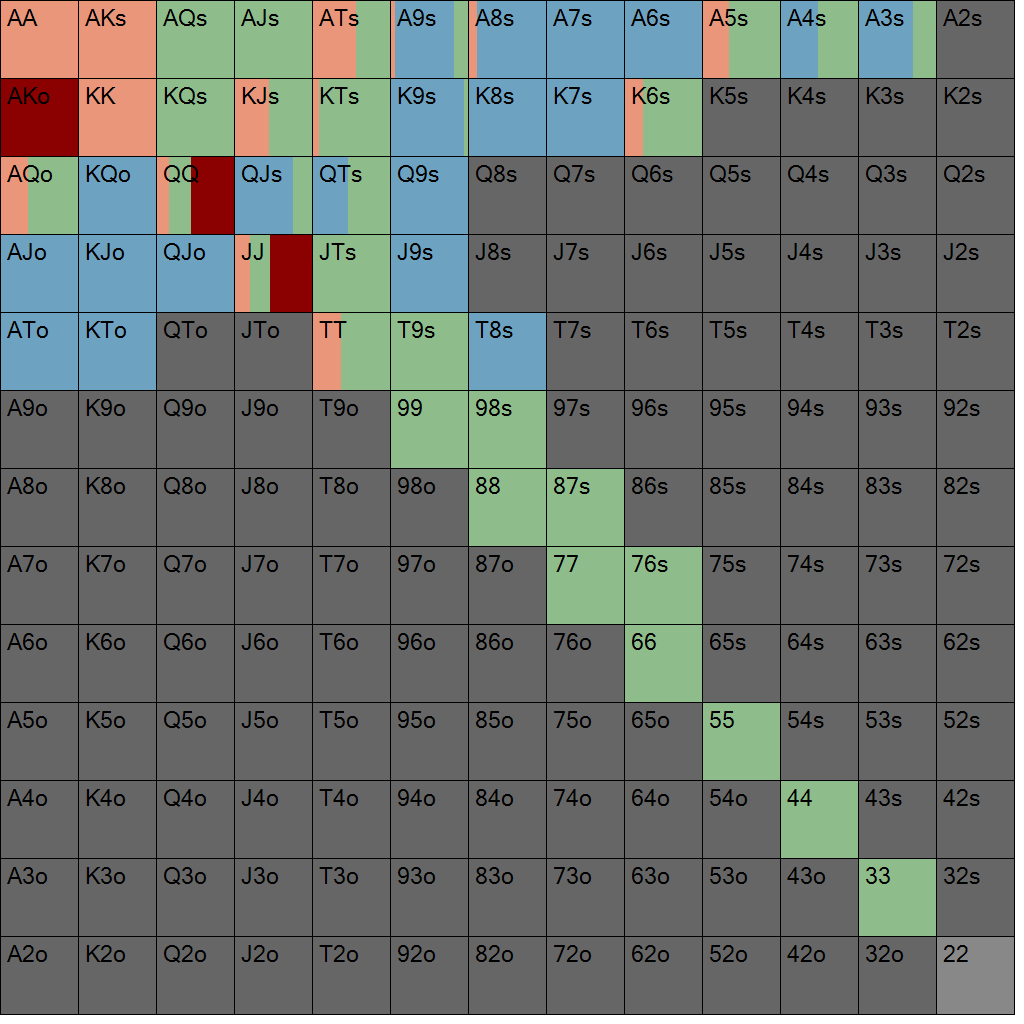 AA AKs AQs AJs ATs A9s A8s A7s A6s A5s A4s A3s A2s
AKo KK KQs KJs KTs K9s K8s K7s K6s K5s K4s K3s K2s
AQo KQo QQ QJs QTs Q9s Q8s Q7s Q6s Q5s Q4s Q3s Q2s
AJo KJo QJo JJ JTs J9s J8s J7s J6s J5s J4s J3s J2s
ATo KTo QTo JTo TT T9s T8s T7s T6s T5s T4s T3s T2s
A9o K9o Q9o J9o T9o 99 98s 97s 96s 95s 94s 93s 92s
A8o K8o Q8o J8o T8o 98o 88 87s 86s 85s 84s 83s 82s
A7o K7o Q7o J7o T7o 97o 87o 77 76s 75s 74s 73s 72s
A6o K6o Q6o J6o T6o 96o 86o 76o 66 65s 64s 63s 62s
A5o K5o Q5o J5o T5o 95o 85o 75o 65o 55 54s 53s 52s
A4o K4o Q4o J4o T4o 94o 84o 74o 64o 54o 44 43s 42s
A3o K3o Q3o J3o T3o 93o 83o 73o 63o 53o 43o 33 32s
A2o K2o Q2o J2o T2o 92o 82o 72o 62o 52o 42o 32o 22